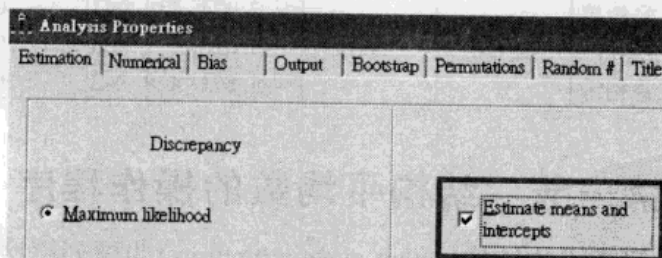 Analysis Properties
Estimation Numerical Bias Output Bootstrap Permutations Random # Title
Discrepancy
Maximum likelihood
Estimate means and
intercepts